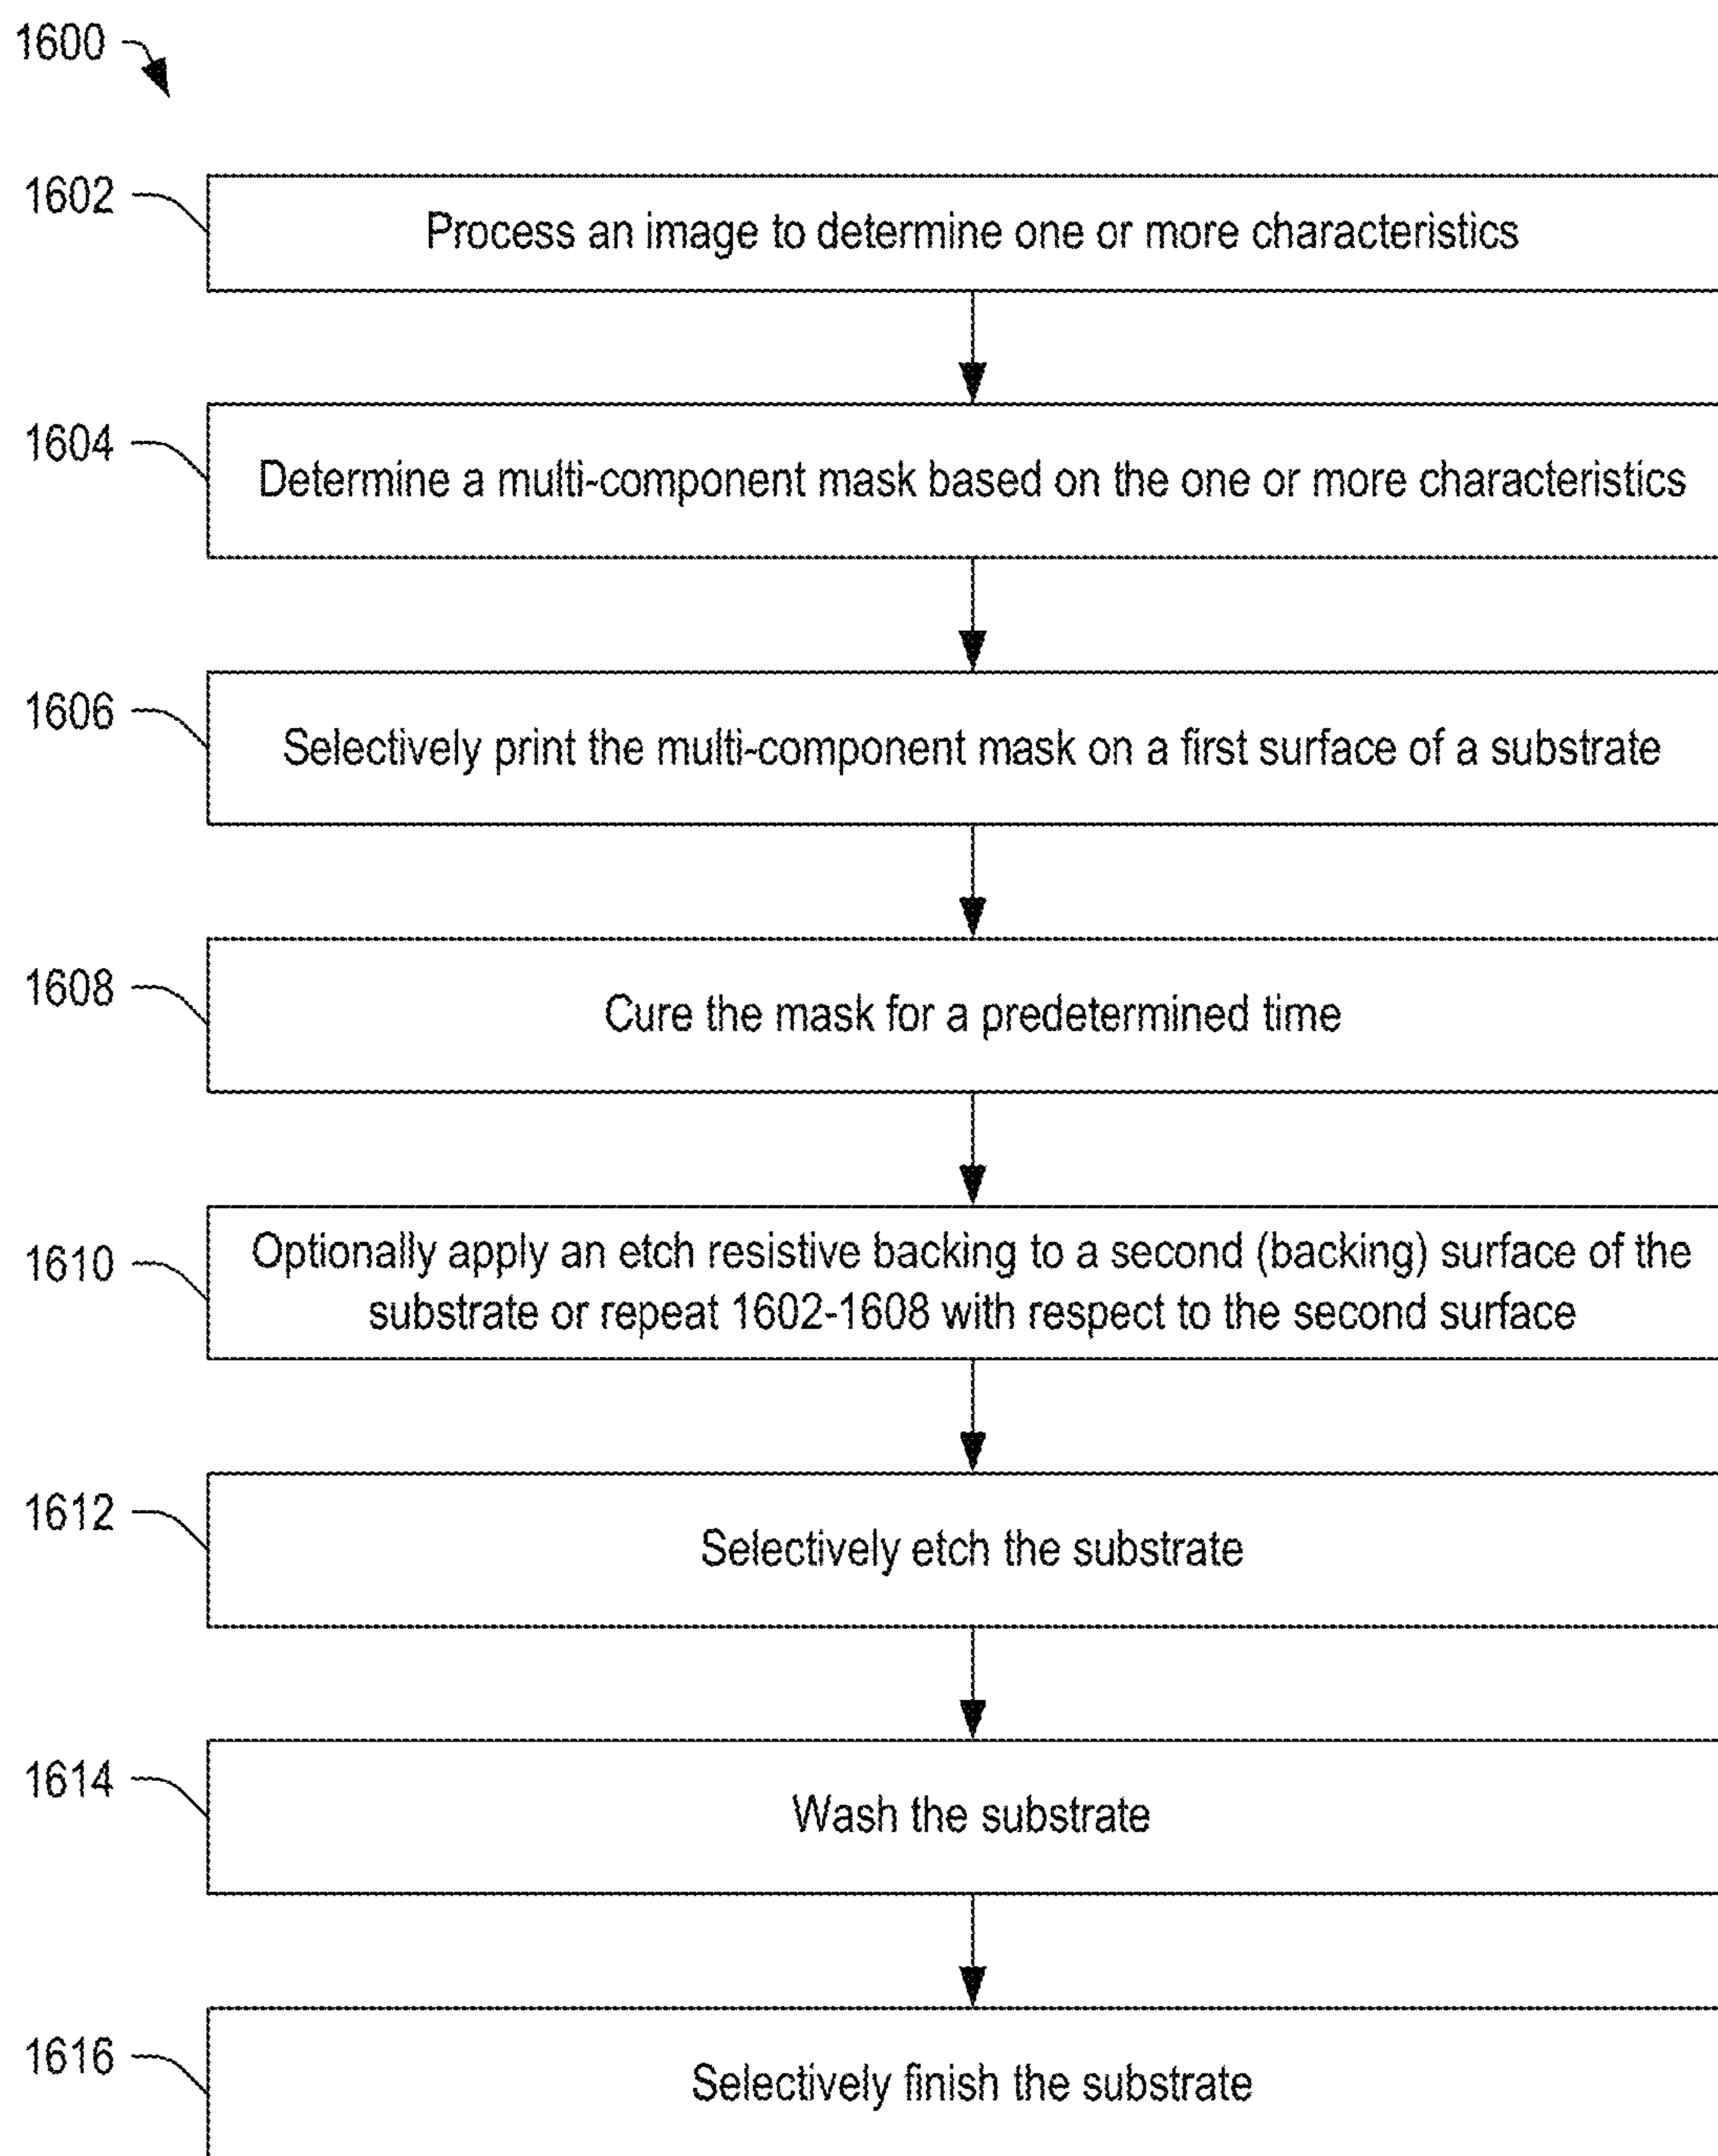 1600
1602
Process an image to determine one or more characteristics
1604
Determine a multi-component mask based on the one or more characteristics
1606
Selectively print the multi-component mask on a first surface of a substrate
1608
Cure the mask for a predetermined time
1610
Optionally apply an etch resistive backing to a second (backing) surface of the
substrate or repeat 1602-1608 with respect to the second surface
1612
Selectively etch the substrate
1614
Wash the substrate
1616
Selectively finish the substrate